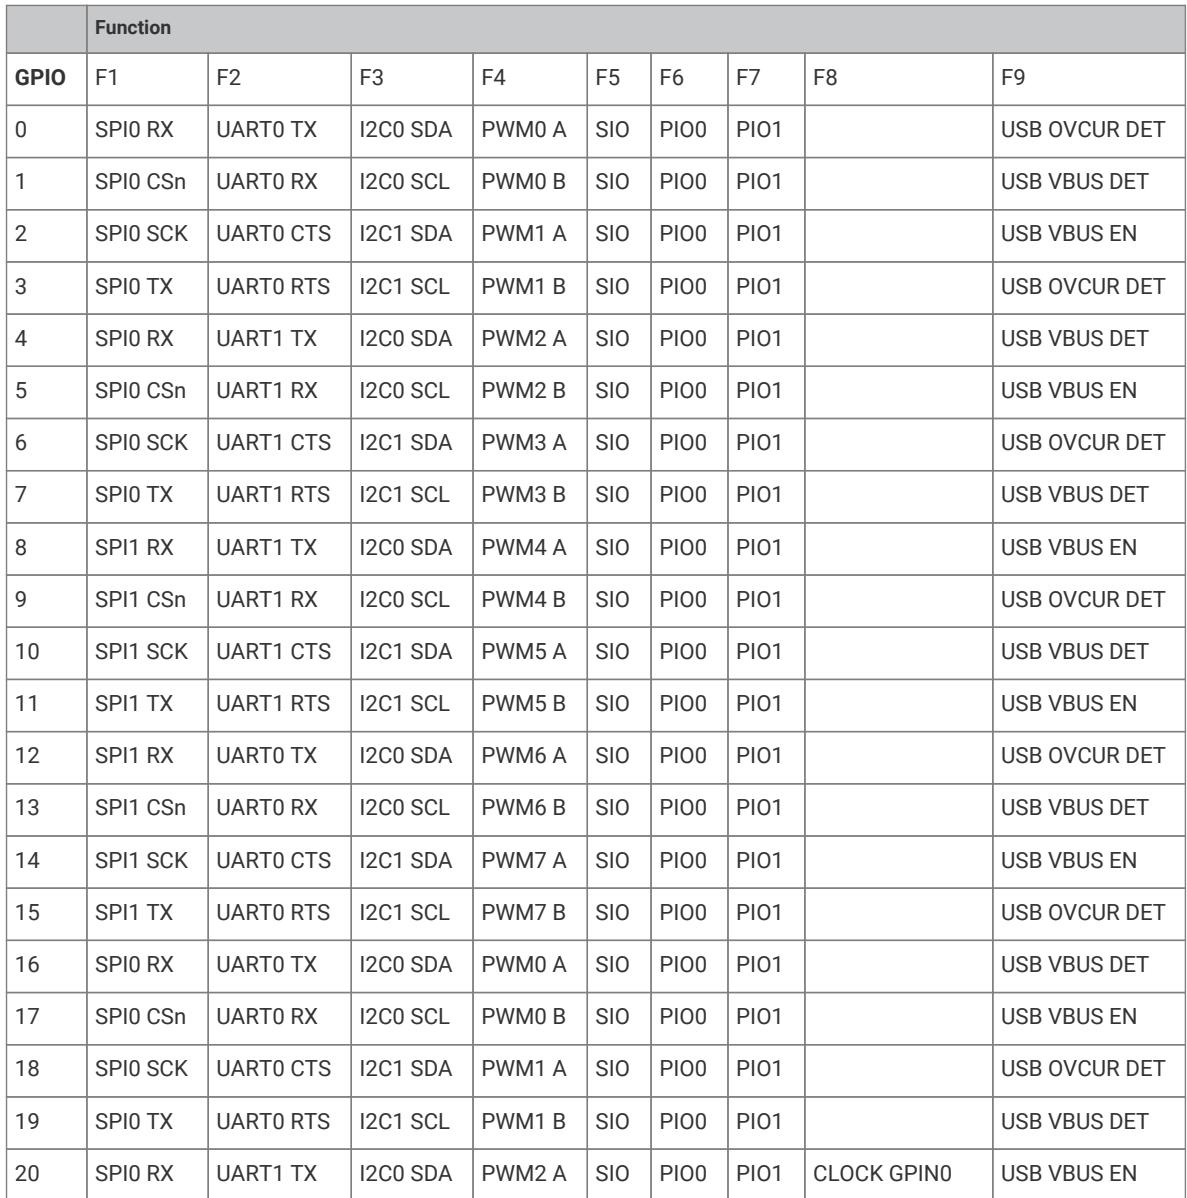 Function
GPIO F1 F2 F3 F4 F5 F6 F7 F8 F9
0 SPI0 RX UART0 TX I2C0 SDA PWM0 A SIO PIO0 PIO1 USB OVCUR DET
1 SPI0 CSn UART0 RX I2C0 SCL PWM0 B SIO PIO0 PIO1 USB VBUS DET
2 SPI0 SCK UART0 CTS I2C1 SDA PWM1 A SIO PIO0 PIO1 USB VBUS EN
3 SPI0 TX UART0 RTS I2C1 SCL PWM1 B SIO PIO0 PIO1 USB OVCUR DET
4 SPI0 RX UART1 TX I2C0 SDA PWM2 A SIO PIO0 PIO1 USB VBUS DET
5 SPI0 CSn UART1 RX I2C0 SCL PWM2 B SIO PIO0 PIO1 USB VBUS EN
6 SPI0 SCK UART1 CTS I2C1 SDA PWM3 A SIO PIO0 PIO1 USB OVCUR DET
7 SPI0 TX UART1 RTS I2C1 SCL PWM3 B SIO PIO0 PIO1 USB VBUS DET
8 SPI1 RX UART1 TX I2C0 SDA PWM4 A SIO PIO0 PIO1 USB VBUS EN
9 SPI1 CSn UART1 RX I2C0 SCL PWM4 B SIO PIO0 PIO1 USB OVCUR DET
10 SPI1 SCK UART1 CTS I2C1 SDA PWM5 A SIO PIO0 PIO1 USB VBUS DET
11 SPI1 TX UART1 RTS I2C1 SCL PWM5 B SIO PIO0 PIO1 USB VBUS EN
12 SPI1 RX UART0 TX I2C0 SDA PWM6 A SIO PIO0 PIO1 USB OVCUR DET
13 SPI1 CSn UART0 RX I2C0 SCL PWM6 B SIO PIO0 PIO1 USB VBUS DET
14 SPI1 SCK UART0 CTS I2C1 SDA PWM7 A SIO PIO0 PIO1 USB VBUS EN
15 SPI1 TX UART0 RTS I2C1 SCL PWM7 B SIO PIO0 PIO1 USB OVCUR DET
16 SPI0 RX UART0 TX I2C0 SDA PWM0 A SIO PIO0 PIO1 USB VBUS DET
17 SPI0 CSn UART0 RX I2C0 SCL PWM0 B SIO PIO0 PIO1 USB VBUS EN
18 SPI0 SCK UART0 CTS I2C1 SDA PWM1 A SIO PIO0 PIO1 USB OVCUR DET
19 SPI0 TX UART0 RTS I2C1 SCL PWM1 B SIO PIO0 PIO1 USB VBUS DET
20 SPI0 RX UART1 TX I2C0 SDA PWM2 A SIO PIO0 PIO1 CLOCK GPIN0 USB VBUS EN